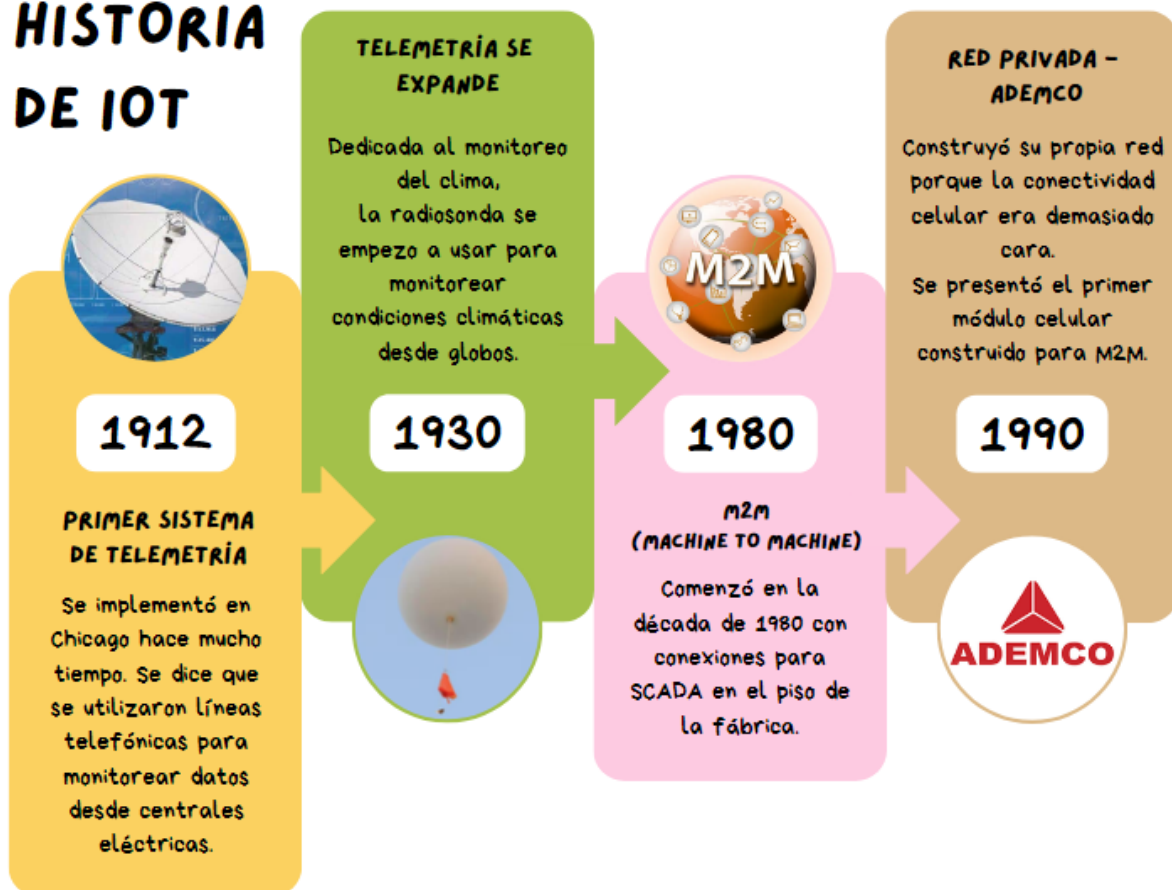 HISTORIA
DE IOT
1912
PRIMER SISTEMA
DE TELEMETRÍA
Se implementó en
Chicago hace mucho
tiempo. Se dice que
se utilizaron líneas
telefónicas para
monitorear datos
desde centrales
eléctricas.
TELEMETRÍA SE
EXPANDE
Dedicada al monitoreo
del clima,
la radiosonda se
empezo a usar para
monitorear
condiciones climáticas
desde globos.
1930
M2M
1980
M2M
(MACHINE TO MACHINE)
Comenzó en la
década de 1980 con
conexiones para
SCADA en el piso de
la fábrica.
RED PRIVADA -
ADEMCO
Construyó su propia red
porque la conectividad
celular era demasiado
cara.
Se presentó el primer
módulo celular
construido para M2M.
1990
ADEMCO